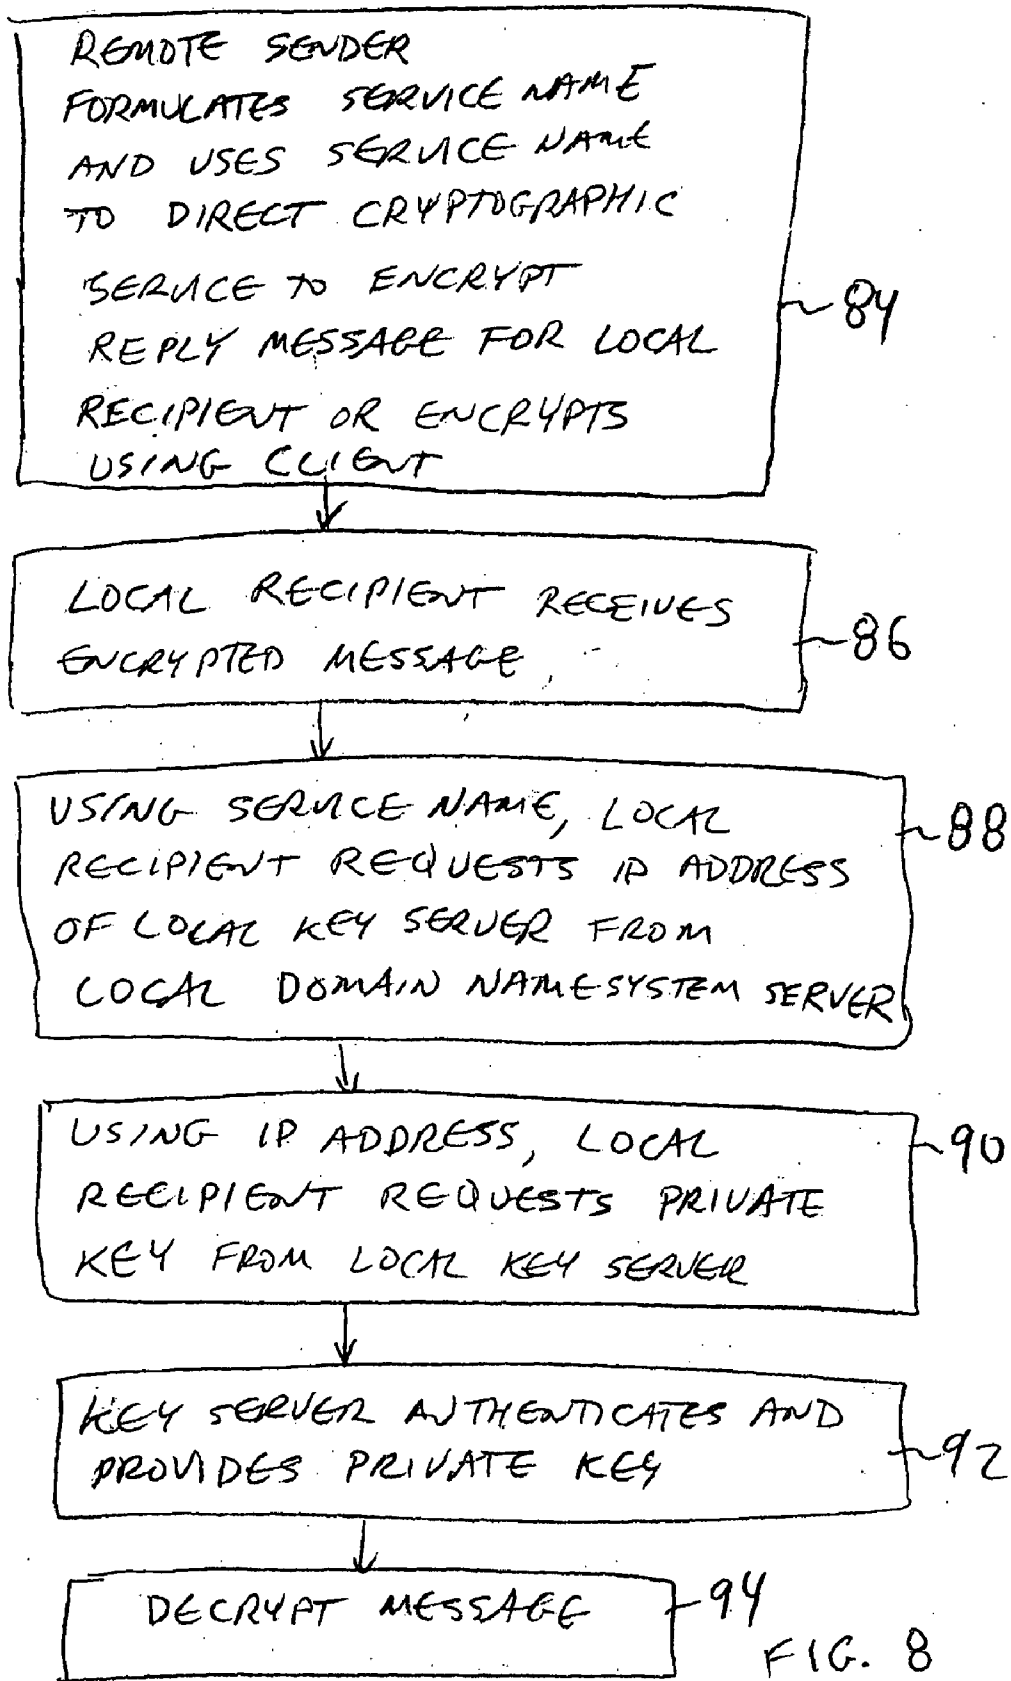 REMOTE SENDER
FORMULATES SERVICE NAME
AND USES SERVICE NAME
TO DIRECT CRYPTOGRAPHIC
SERVICE TO ENCRYPT
REPLY MESSAGE FOR LOCAL
RECIPIENT OR ENCRYPTS
USING CLIENT
84
LOCAL RECIPIENT RECEIVES
ENCRYPTED MESSAGE
86
USING SERVICE NAME, LOCAL
RECIPIENT REQUESTS IP ADDRESS
OF LOCAL KEY SERVER FROM
LOCAL DOMAIN NAME SYSTEM SERVER
88
USING IP ADDRESS, LOCAL
RECIPIENT REQUESTS PRIVATE
KEY FROM LOCAL KEY SERVER
90
KEY SERVER AUTHENTICATES AND
PROVIDES PRIVATE KEY
92
DECRYPT MESSAGE
94
FIG. 8